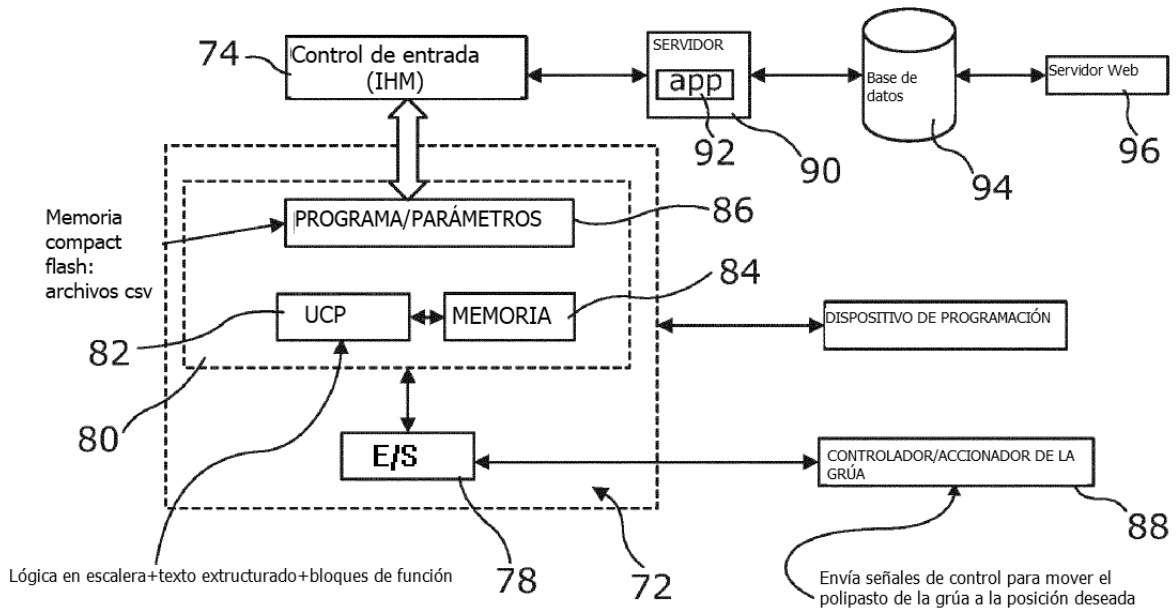 74
Control de entrada
(IHM)
SERVIDOR
app
92
90
Base de
datos
94
Servidor Web
96
Memoria
compact
flash:
archivos csv
PROGRAMA/PARÁMETROS
86
84
UCP
MEMORIA
82
80
DISPOSITIVO DE PROGRAMACIÓN
E/S
78
72
CONTROLADOR/ACCIONADOR DE LA
GRÚA
88
Lógica en escalera+texto extructurado+bloques de función
Envía señales de control para mover el
polipasto de la grúa a la posición deseada